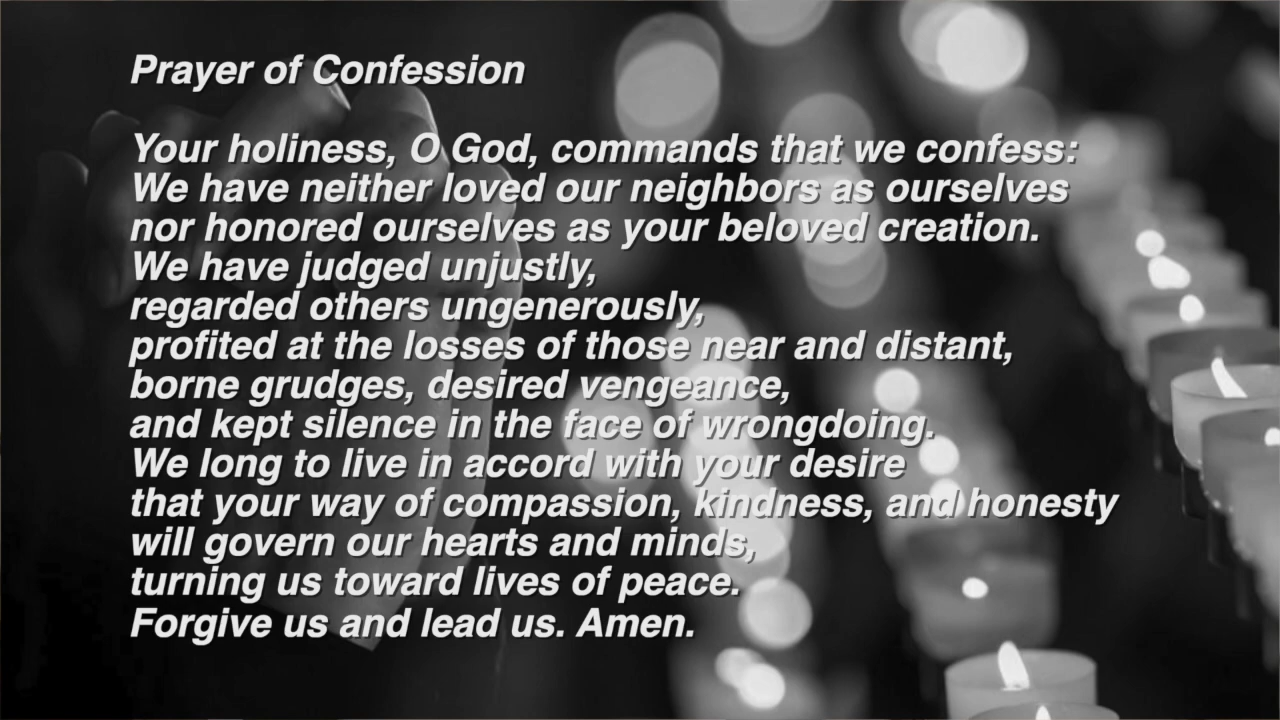 Prayer of Confession
Your holiness, O God, commands that we confess:
We have neither loved our neighbors as ourselves
nor honored ourselves as your beloved creation.
We have judged unjustly,
regarded others ungenerously,
profited at the losses of those near and distant,
borne grudges, desired vengeance,
and kept silence in the face of wrongdoing.
We long to live in accord with your desire
that your way of compassion, kindness, and honesty
will govern our hearts and minds,
turning us toward lives of peace.
Forgive us and lead us. Amen.